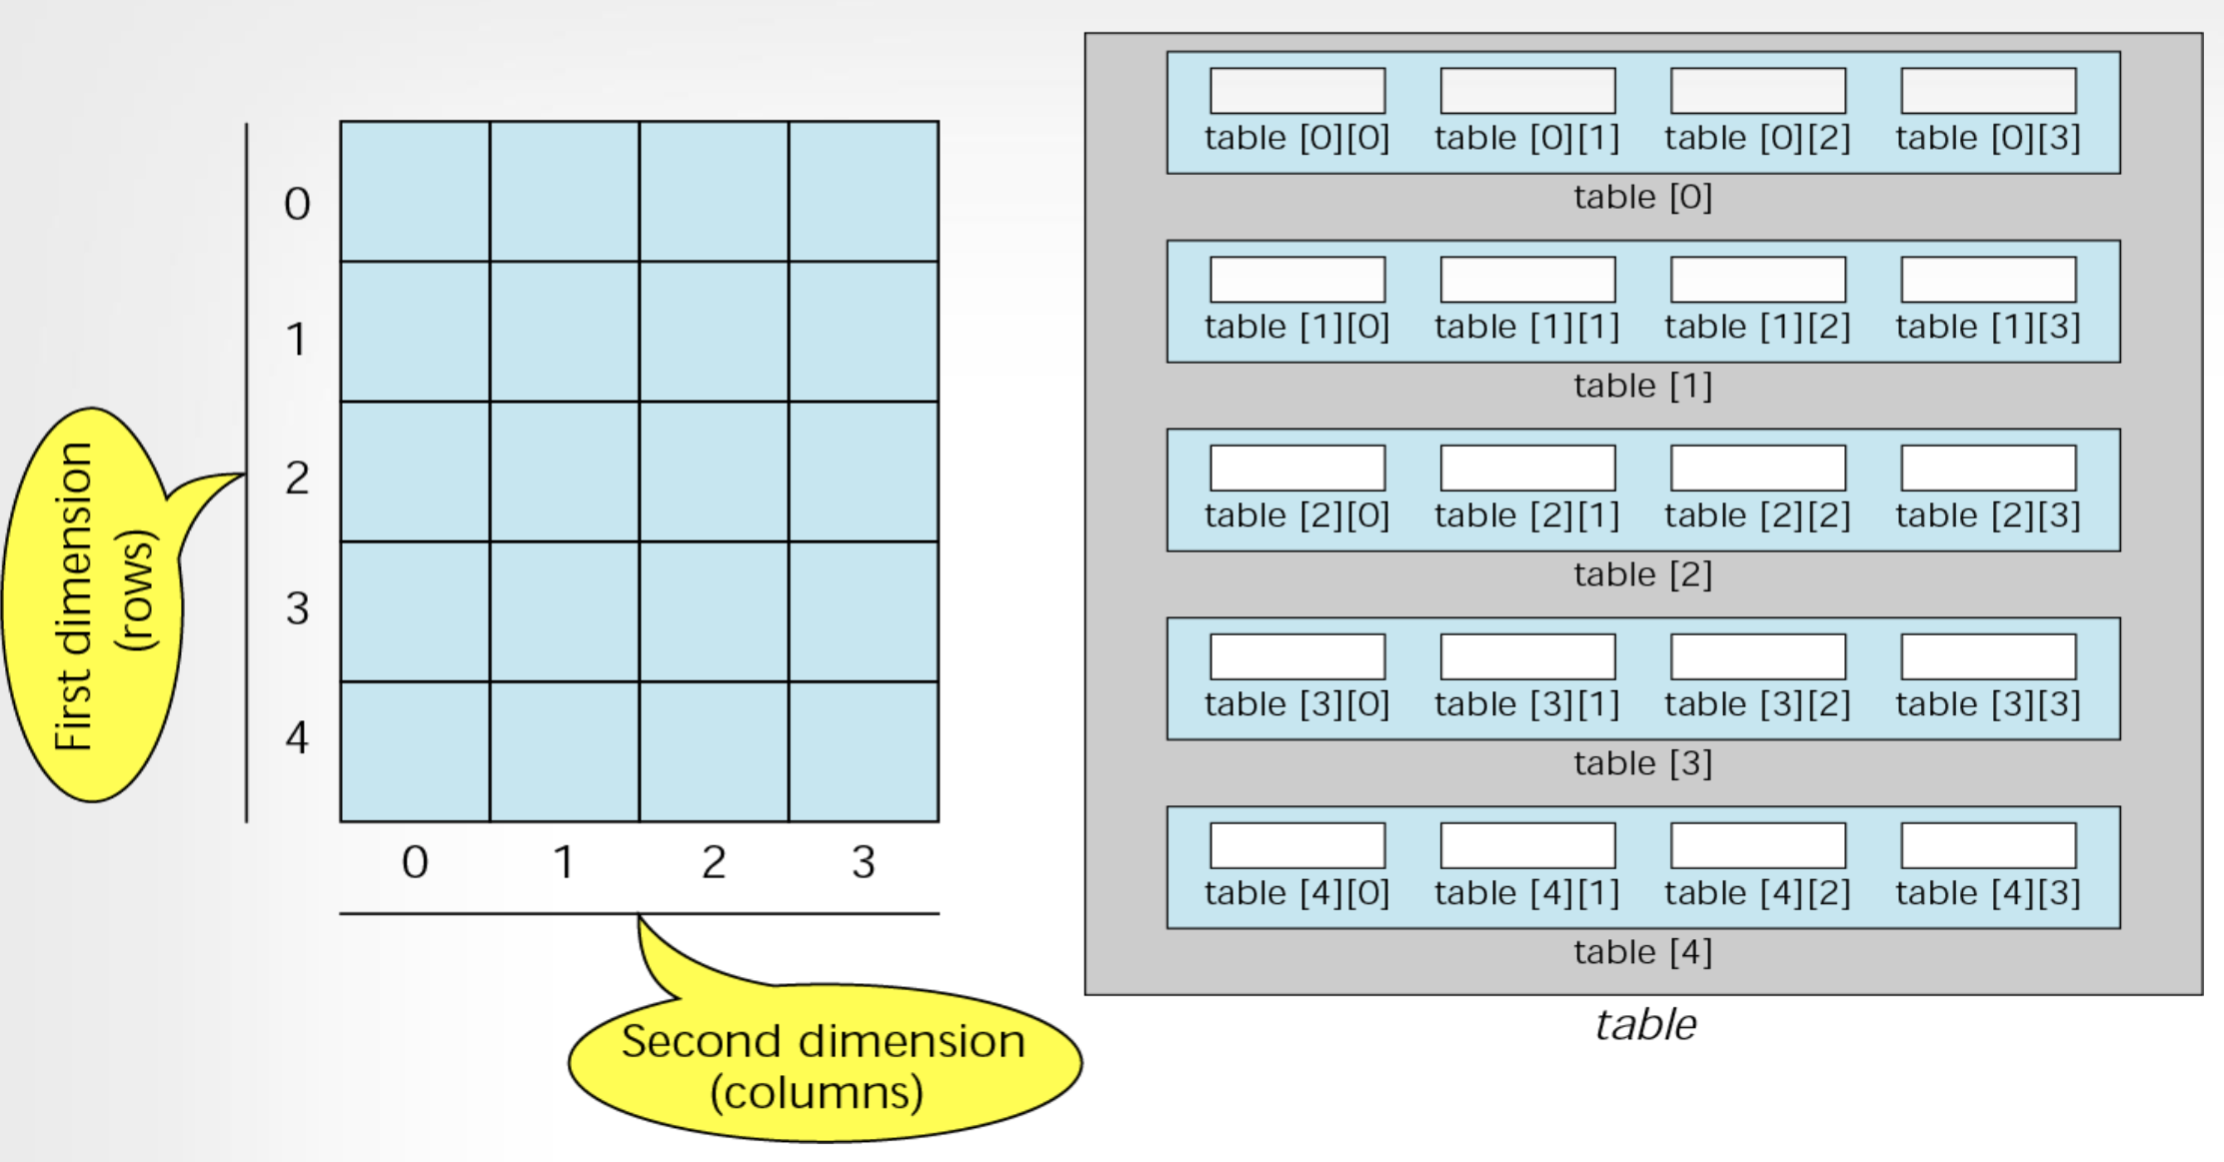 0
1
2
3
4
First dimension
(rows)
0 1 2 3
Second dimension
(columns)
table [0][0] table [0][1] table [0][2] table [0][3]
table [0]
table [1][0] table [1][1] table [1][2] table [1][3]
table [1]
table [2][0] table [2][1] table [2][2] table [2][3]
table [2]
table [3][0] table [3][1] table [3][2] table [3][3]
table [3]
table [4][0] table [4][1] table [4][2] table [4][3]
table [4]
table